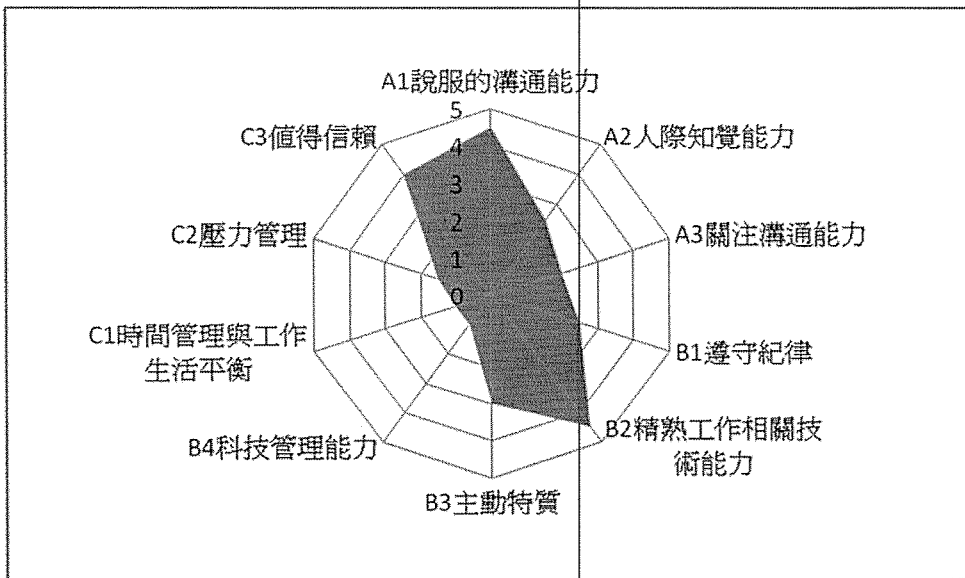 A1說服的溝通能力
5
4
3
2
1
0
A2人際知覺能力
A3關注溝通能力
B1遵守紀律
B2精熟工作相關技
術能力
B3主動特質
B4科技管理能力
C1時間管理與工作
生活平衡
C2壓力管理
C3值得信賴